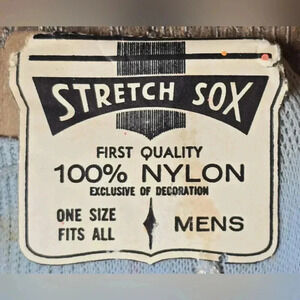 STRETCH SOX
FIRST QUALITY
100% NYLON
EXCLUSIVE OF DECORATION
ONE SIZE
FITS ALL
MENS